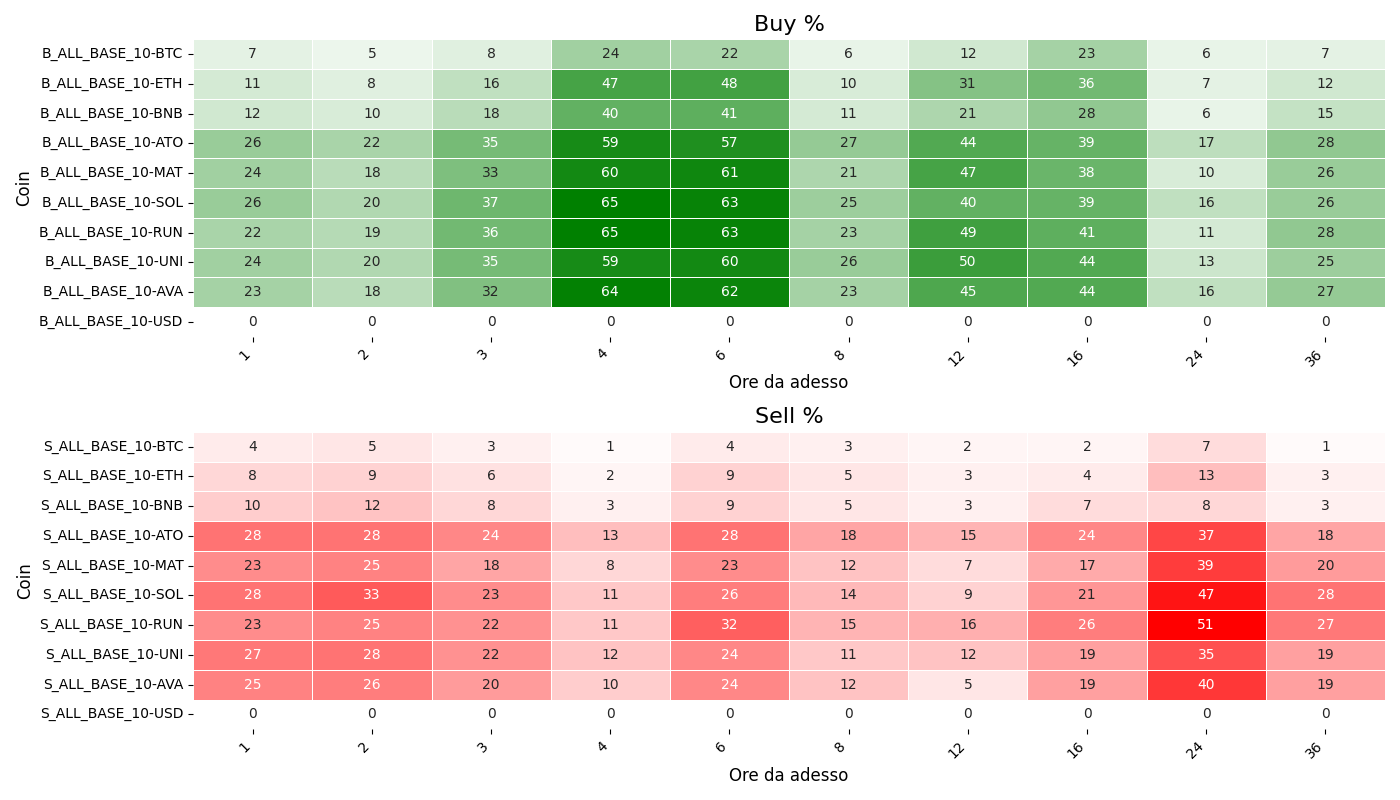 Buy %
Coin
B_ALL_BASE_10-BTC 7 5 8 24 22 6 12 23 6 7
B_ALL_BASE_10-ETH 11 8 16 47 48 10 31 36 7 12
B_ALL_BASE_10-BNB 12 10 18 40 41 11 21 28 6 15
B_ALL_BASE_10-ATO 26 22 35 59 57 27 44 39 17 28
B_ALL_BASE_10-MAT 24 18 33 60 61 21 47 38 10 26
B_ALL_BASE_10-SOL 26 20 37 65 63 25 40 39 16 26
B_ALL_BASE_10-RUN 22 19 36 65 63 23 49 41 11 28
B_ALL_BASE_10-UNI 24 20 35 59 60 26 50 44 13 25
B_ALL_BASE_10-AVA 23 18 32 64 62 23 45 44 16 27
B_ALL_BASE_10-USD 0 0 0 0 0 0 0 0 0 0
1 2 3 4 6 8 12 16 24 36
Ore da adesso
Sell %
Coin
S_ALL_BASE_10-BTC 4 5 3 1 4 3 2 2 7 1
S_ALL_BASE_10-ETH 8 9 6 2 9 5 3 4 13 3
S_ALL_BASE_10-BNB 10 12 8 3 9 5 3 7 8 3
S_ALL_BASE_10-ATO 28 28 24 13 28 18 15 24 37 18
S_ALL_BASE_10-MAT 23 25 18 8 23 12 7 17 39 20
S_ALL_BASE_10-SOL 28 33 23 11 26 14 9 21 47 28
S_ALL_BASE_10-RUN 23 25 22 11 32 15 16 26 51 27
S_ALL_BASE_10-UNI 27 28 22 12 24 11 12 19 35 19
S_ALL_BASE_10-AVA 25 26 20 10 24 12 5 19 40 19
S_ALL_BASE_10-USD 0 0 0 0 0 0 0 0 0 0
1 2 3 4 6 8 12 16 24 36
Ore da adesso